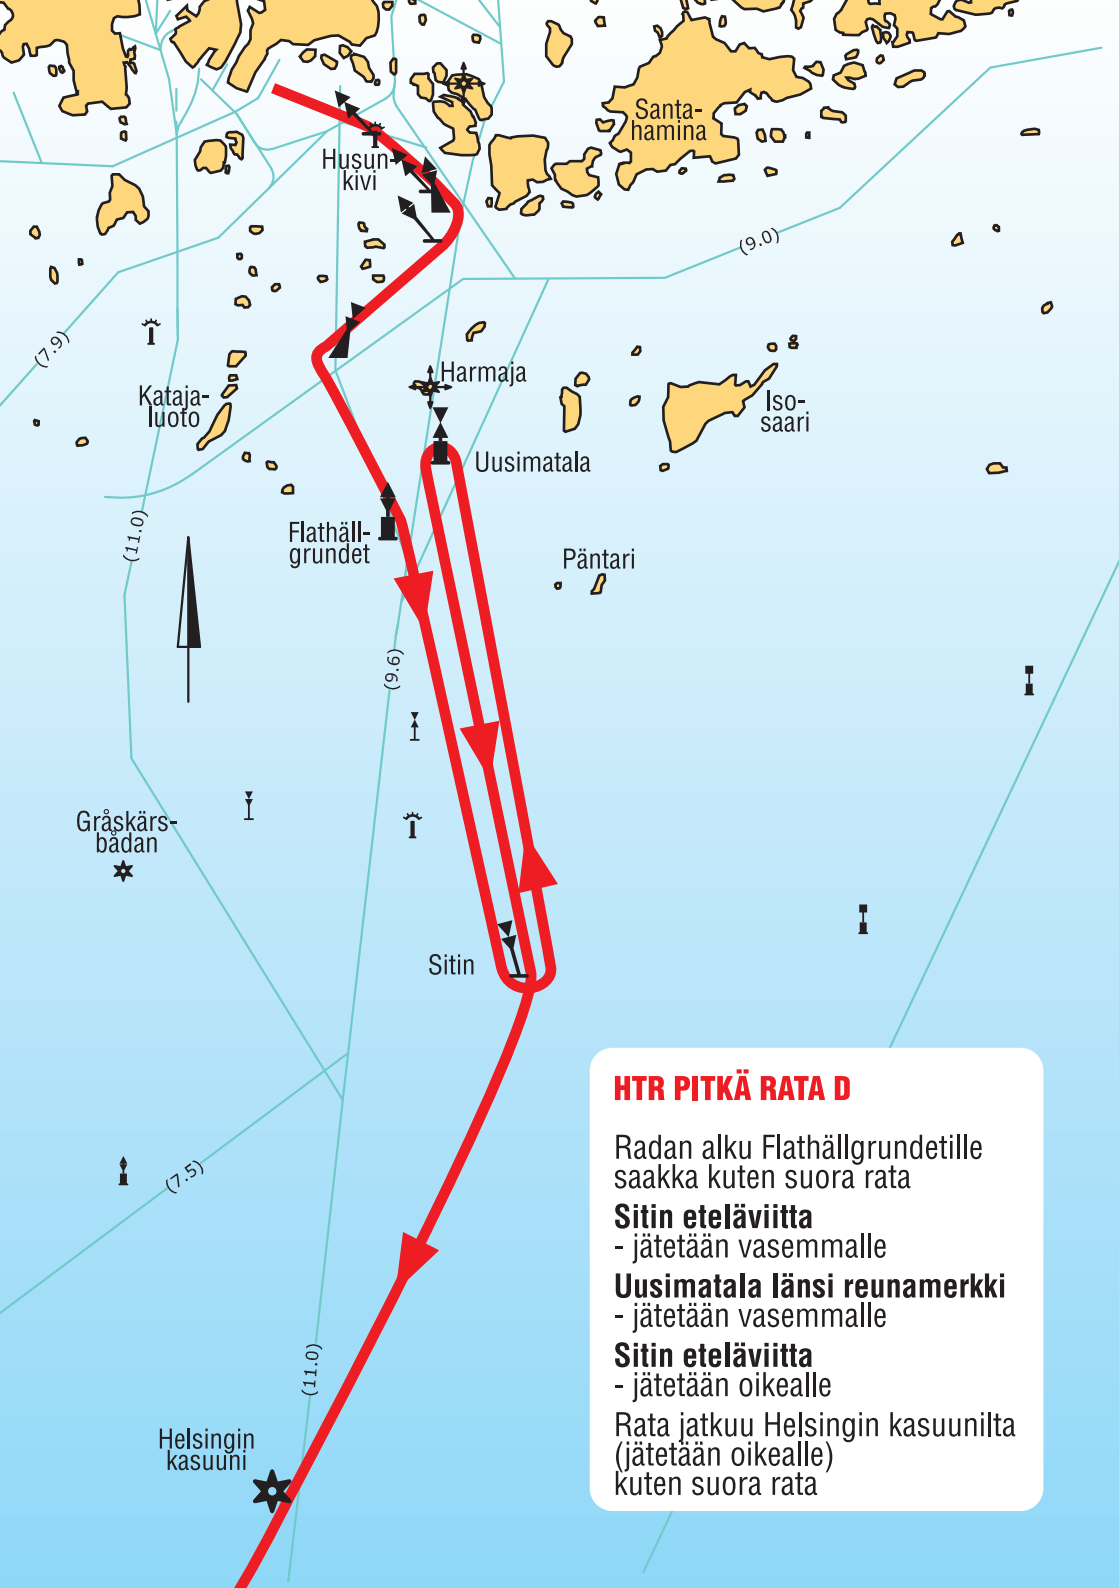 Santa-
hamina
Husun-
kivi
(9.0)
(7.9)
Harmaja
Kataja-
luoto
Iso-
saari
Uusimatala
(11.0)
Flathäll-
grundet
Päntari
(9.6)
Gråskärs-
bådan
Sitin
HTR PITKÄ RATA D
Radan alku Flathällgrundetille
saakka kuten suora rata
Sitin eteläviitta
- jätetään vasemmalle
Uusimatala länsi reunamerkki
- jätetään vasemmalle
Sitin eteläviitta
- jätetään oikealle
Rata jatkuu Helsingin kasuunilta
(jätetään oikealle)
kuten suora rata
(7.5)
(11.0)
Helsingin
kasuuni